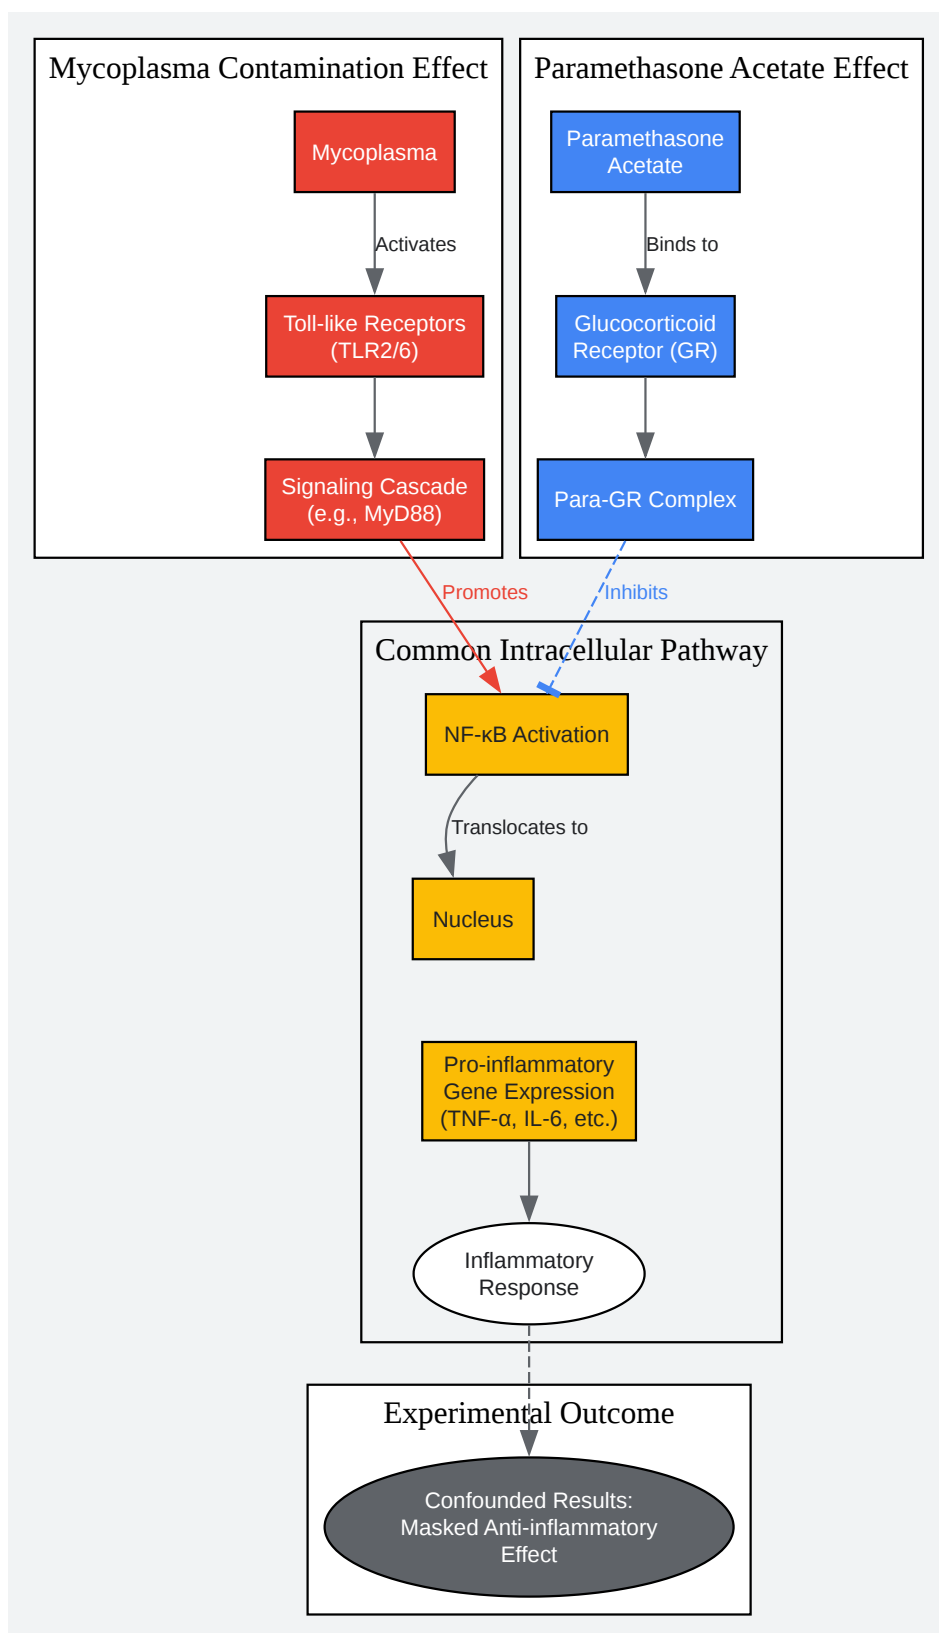 Mycoplasma Contamination Effect
Mycoplasma
Activates
Toll-like Receptors
(TLR2/6)
Signaling Cascade
(e.g., MyD88)
Paramethasone Acetate Effect
Paramethasone
Acetate
Binds to
Glucocorticoid
Receptor (GR)
Para-GR Complex
Promotes
Inhibits
Common Intracellular Pathway
NF-κB Activation
Translocates to
Nucleus
Pro-inflammatory
Gene Expression
(TNF-α, IL-6, etc.)
Inflammatory
Response
Experimental Outcome
Confounded Results:
Masked Anti-inflammatory
Effect